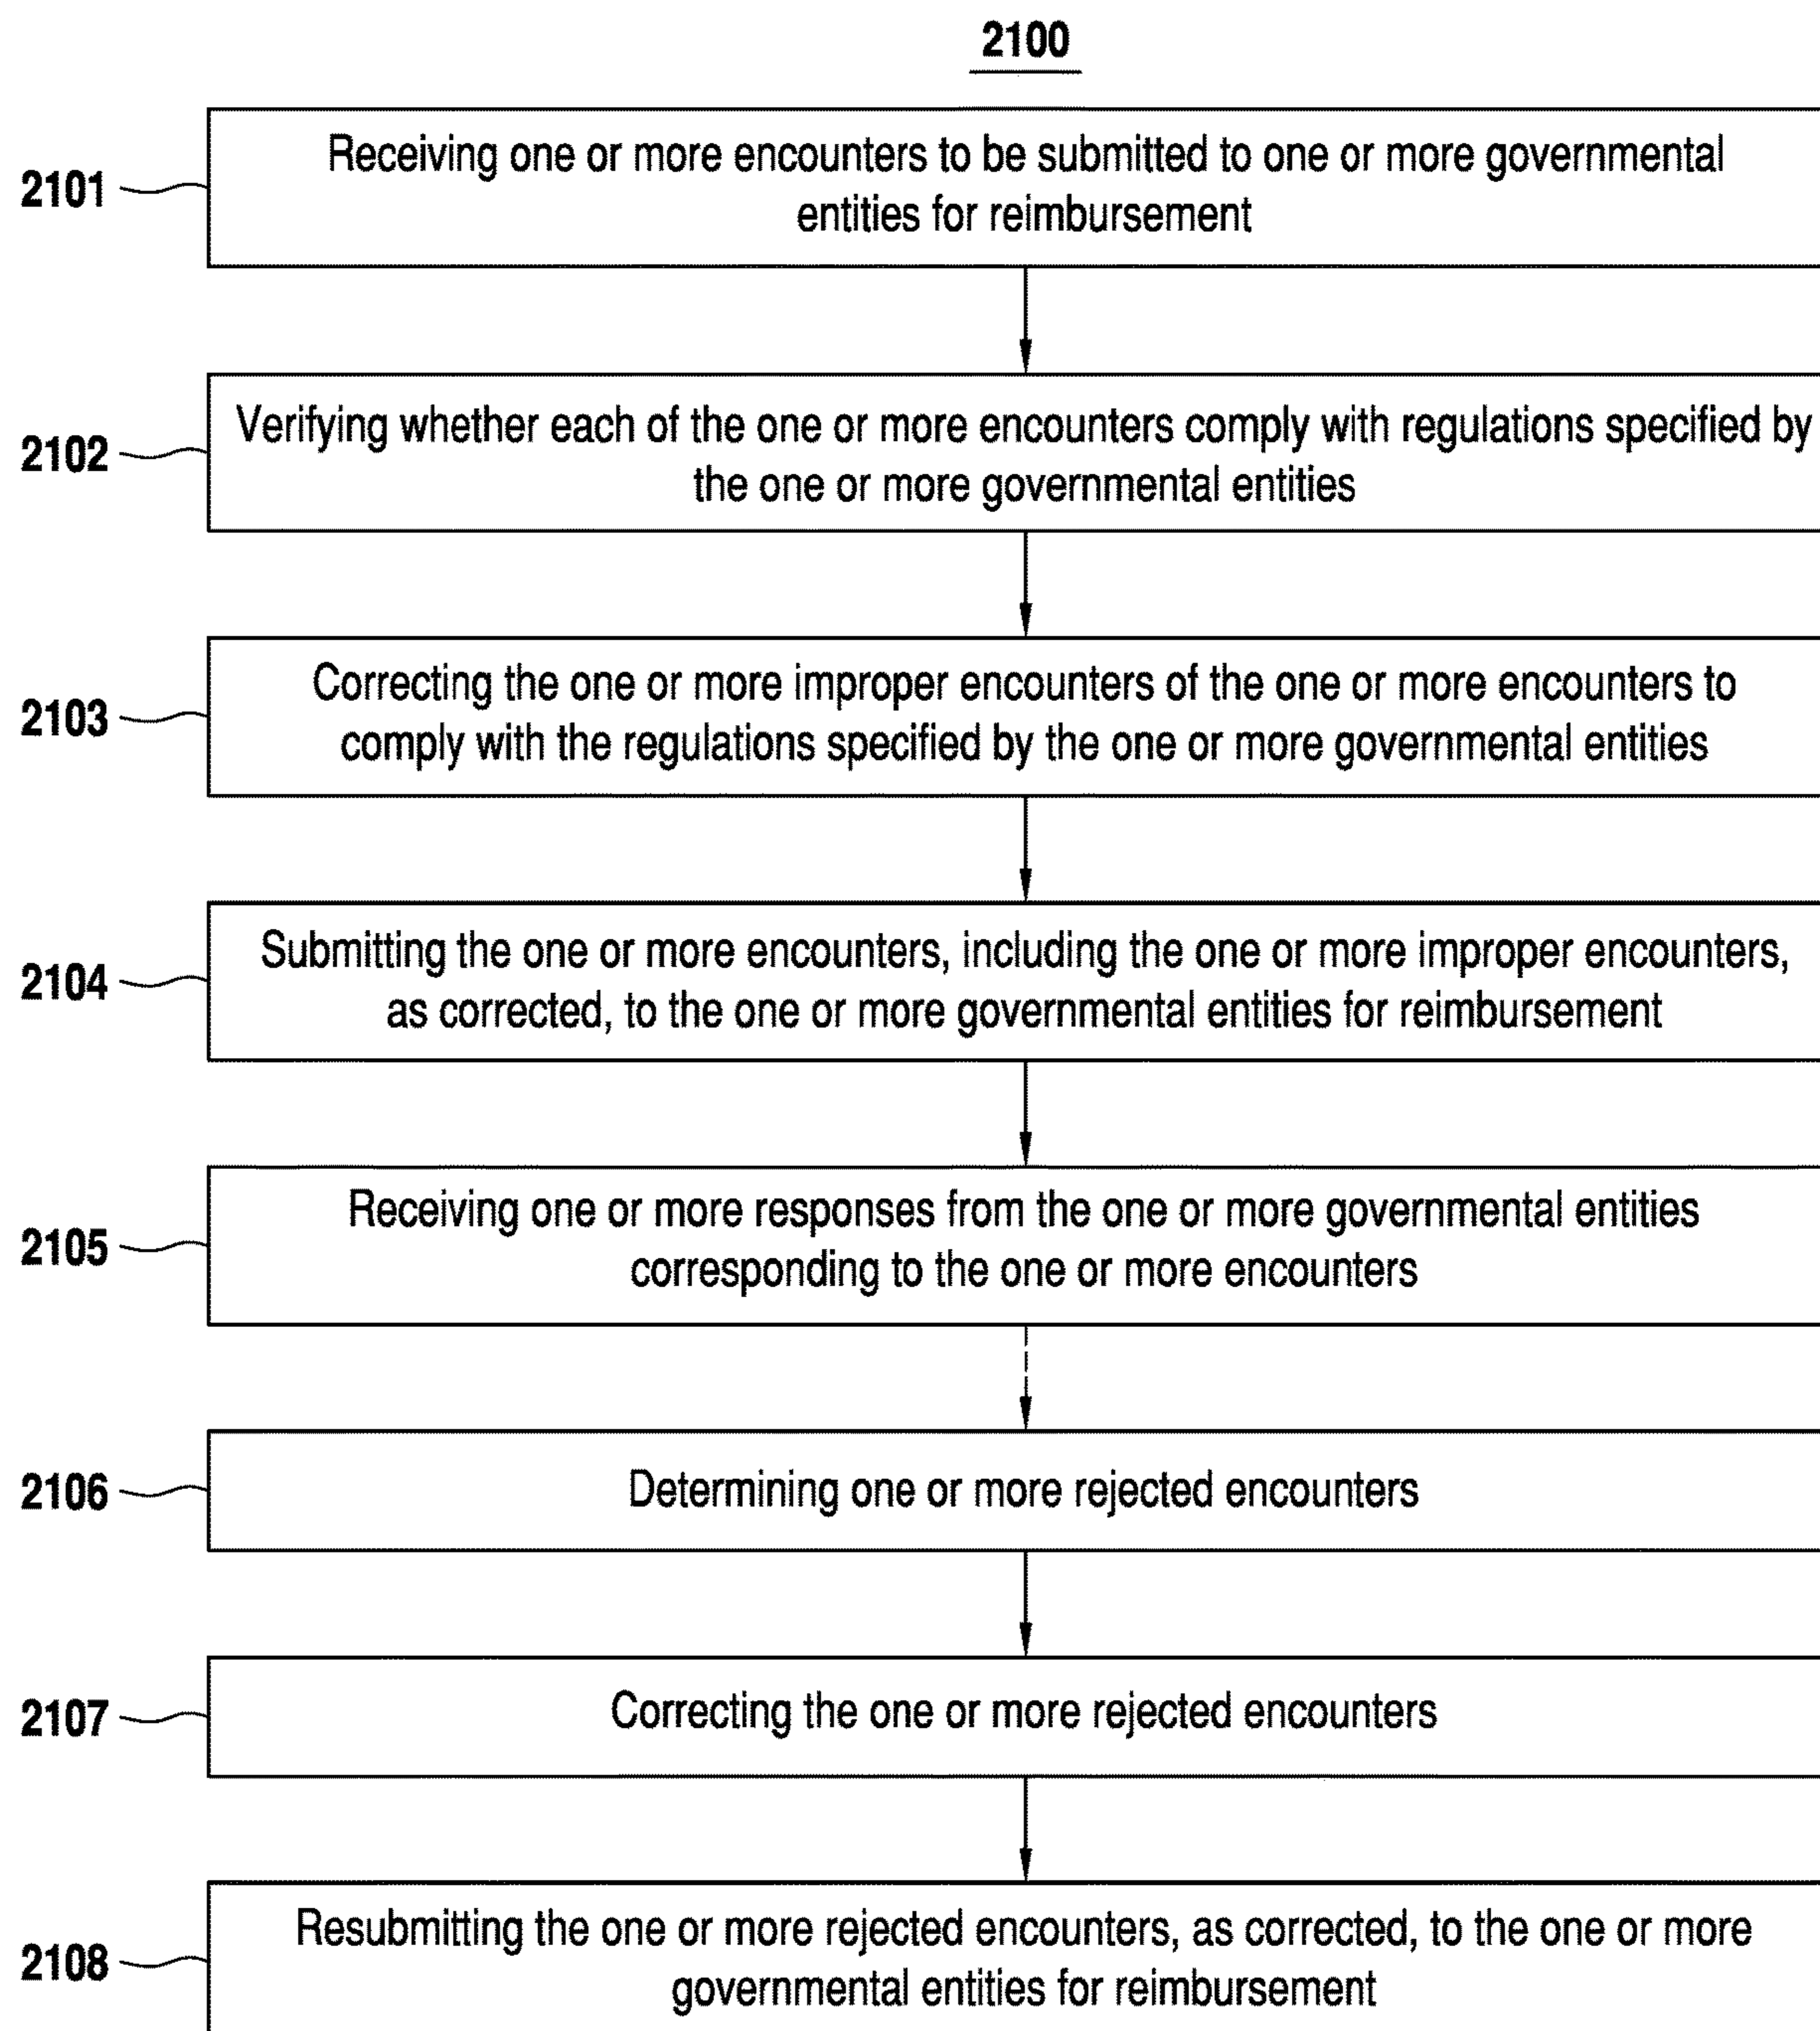 2100
2101
Receiving one or more encounters to be submitted to one or more governmental
entities for reimbursement
2102
Verifying whether each of the one or more encounters comply with regulations specified by
the one or more governmental entities
2103
Correcting the one or more improper encounters of the one or more encounters to
comply with the regulations specified by the one or more governmental entities
2104
Submitting the one or more encounters, including the one or more improper encounters,
as corrected, to the one or more governmental entities for reimbursement
2105
Receiving one or more responses from the one or more governmental entities
corresponding to the one or more encounters
2106
Determining one or more rejected encounters
2107
Correcting the one or more rejected encounters
2108
Resubmitting the one or more rejected encounters, as corrected, to the one or more
governmental entities for reimbursement